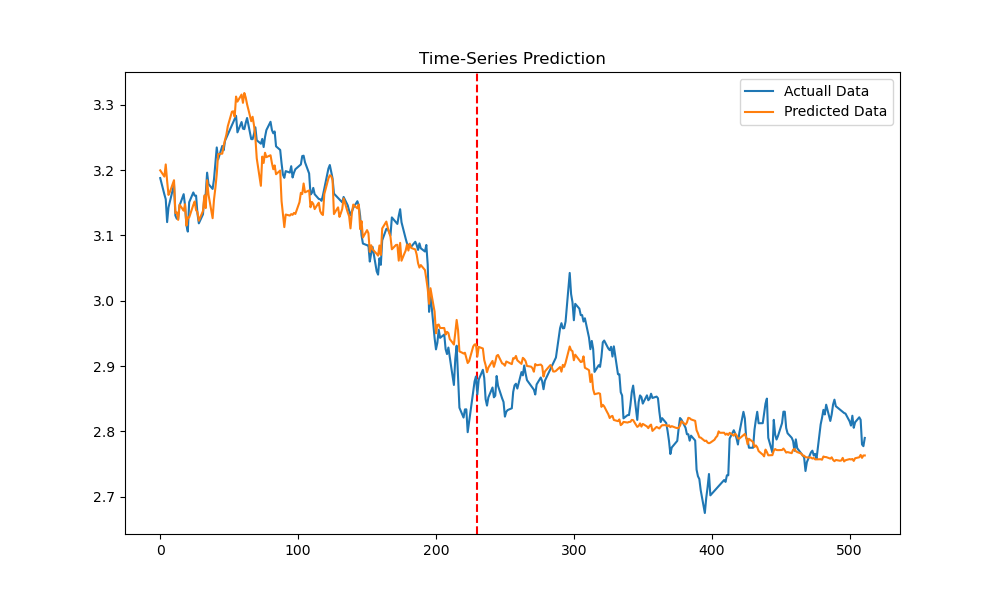 Time-Series Prediction
Actuall Data
Predicted Data
3.3
3.2
3.1
3.0
2.9
2.8
2.7
0 100 200 300 400 500